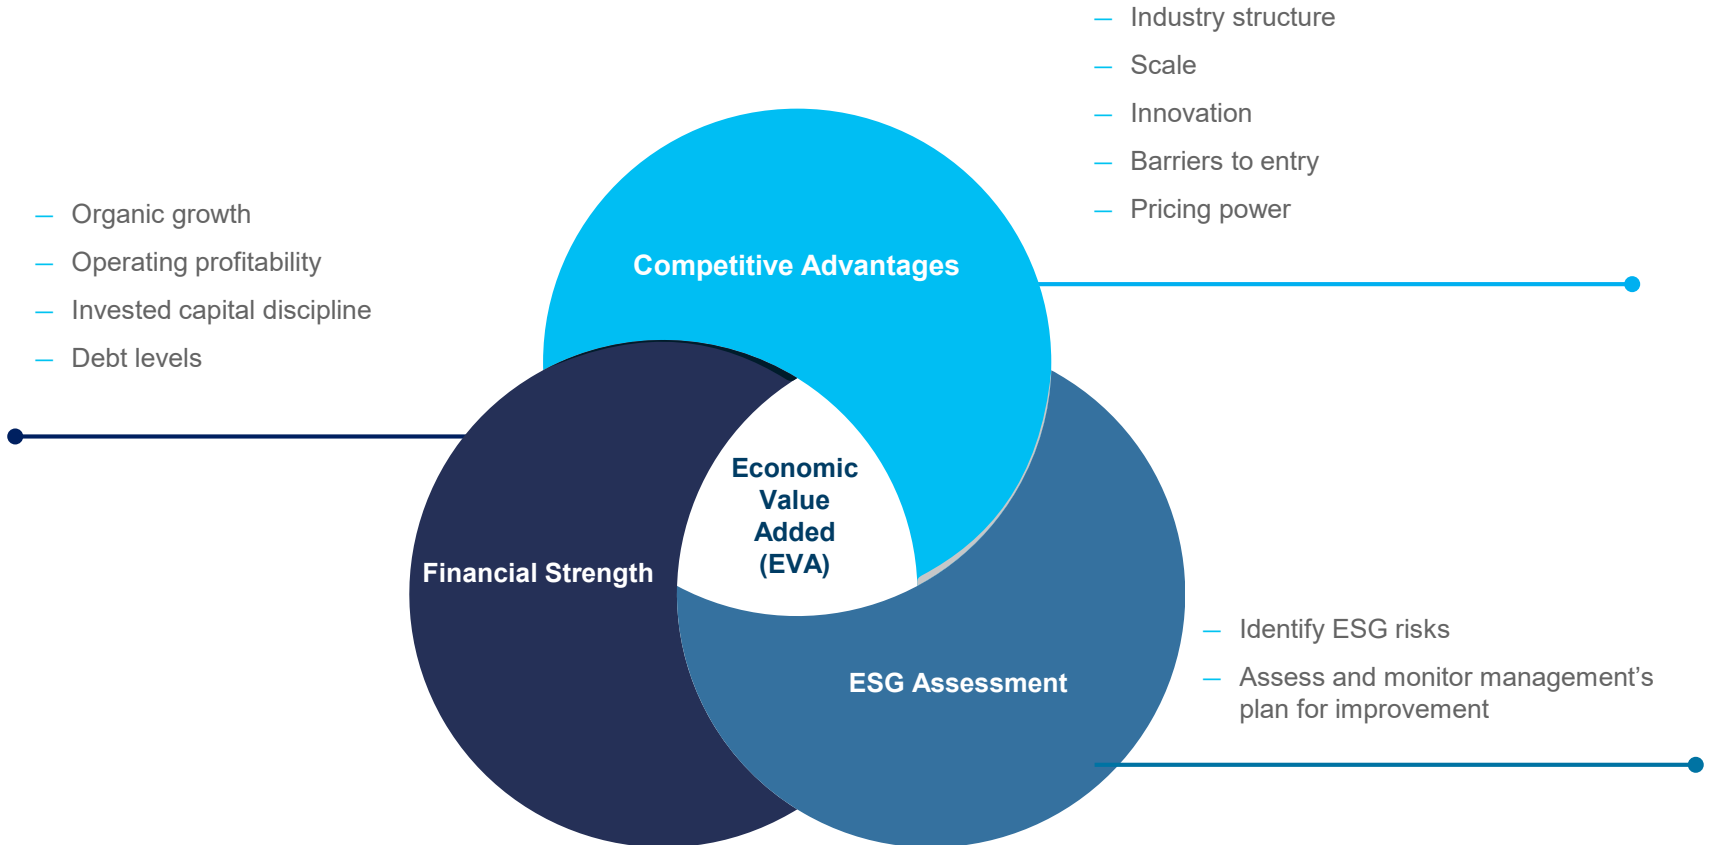 — Industry structure
— Scale
— Innovation
— Barriers to entry
— Pricing power
— Organic growth
— Operating profitability
— Invested capital discipline
— Debt levels
Competitive Advantages
Economic
Value
Added
(EVA)
Financial Strength
ESG Assessment
— Identify ESG risks
— Assess and monitor management’s
plan for improvement